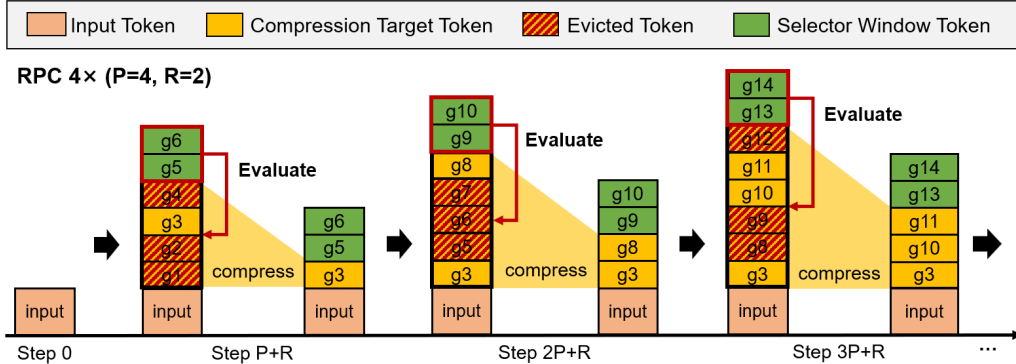 Input Token Compression Target Token Evicted Token Selector Window Token
RPC 4× (P=4, R=2)
g6
g5
g4
g3
g2
g1
input
Evaluate
compress
g6
g5
g3
input
g10
g9
g8
g7
g6
g5
g3
input
Evaluate
compress
g10
g9
g8
g3
input
g14
g13
g12
g11
g10
g9
g8
g3
input
Evaluate
compress
g14
g13
g11
g10
g3
input
input
Step 0 Step P+R Step 2P+R Step 3P+R ...